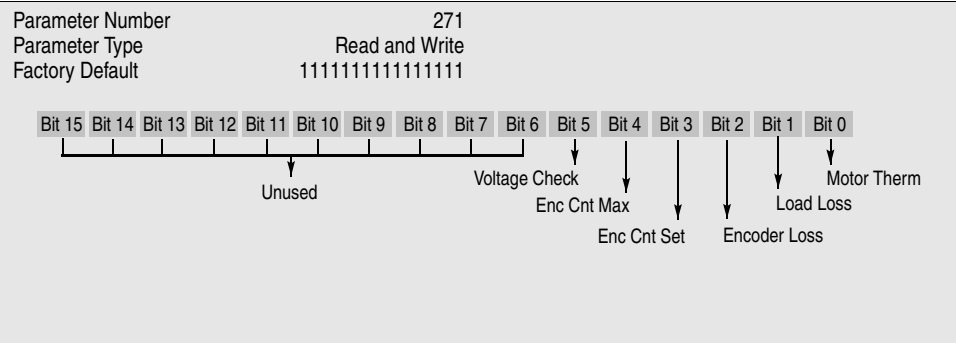 Parameter Number 271
Parameter Type Read and Write
Factory Default 1111111111111111
Bit 15 Bit 14 Bit 13 Bit 12 Bit 11 Bit 10 Bit 9 Bit 8 Bit 7 Bit 6 Bit 5 Bit 4 Bit 3 Bit 2 Bit 1 Bit 0
Unused Voltage Check Motor Therm
Enc Cnt Max Load Loss
Enc Cnt Set Encoder Loss